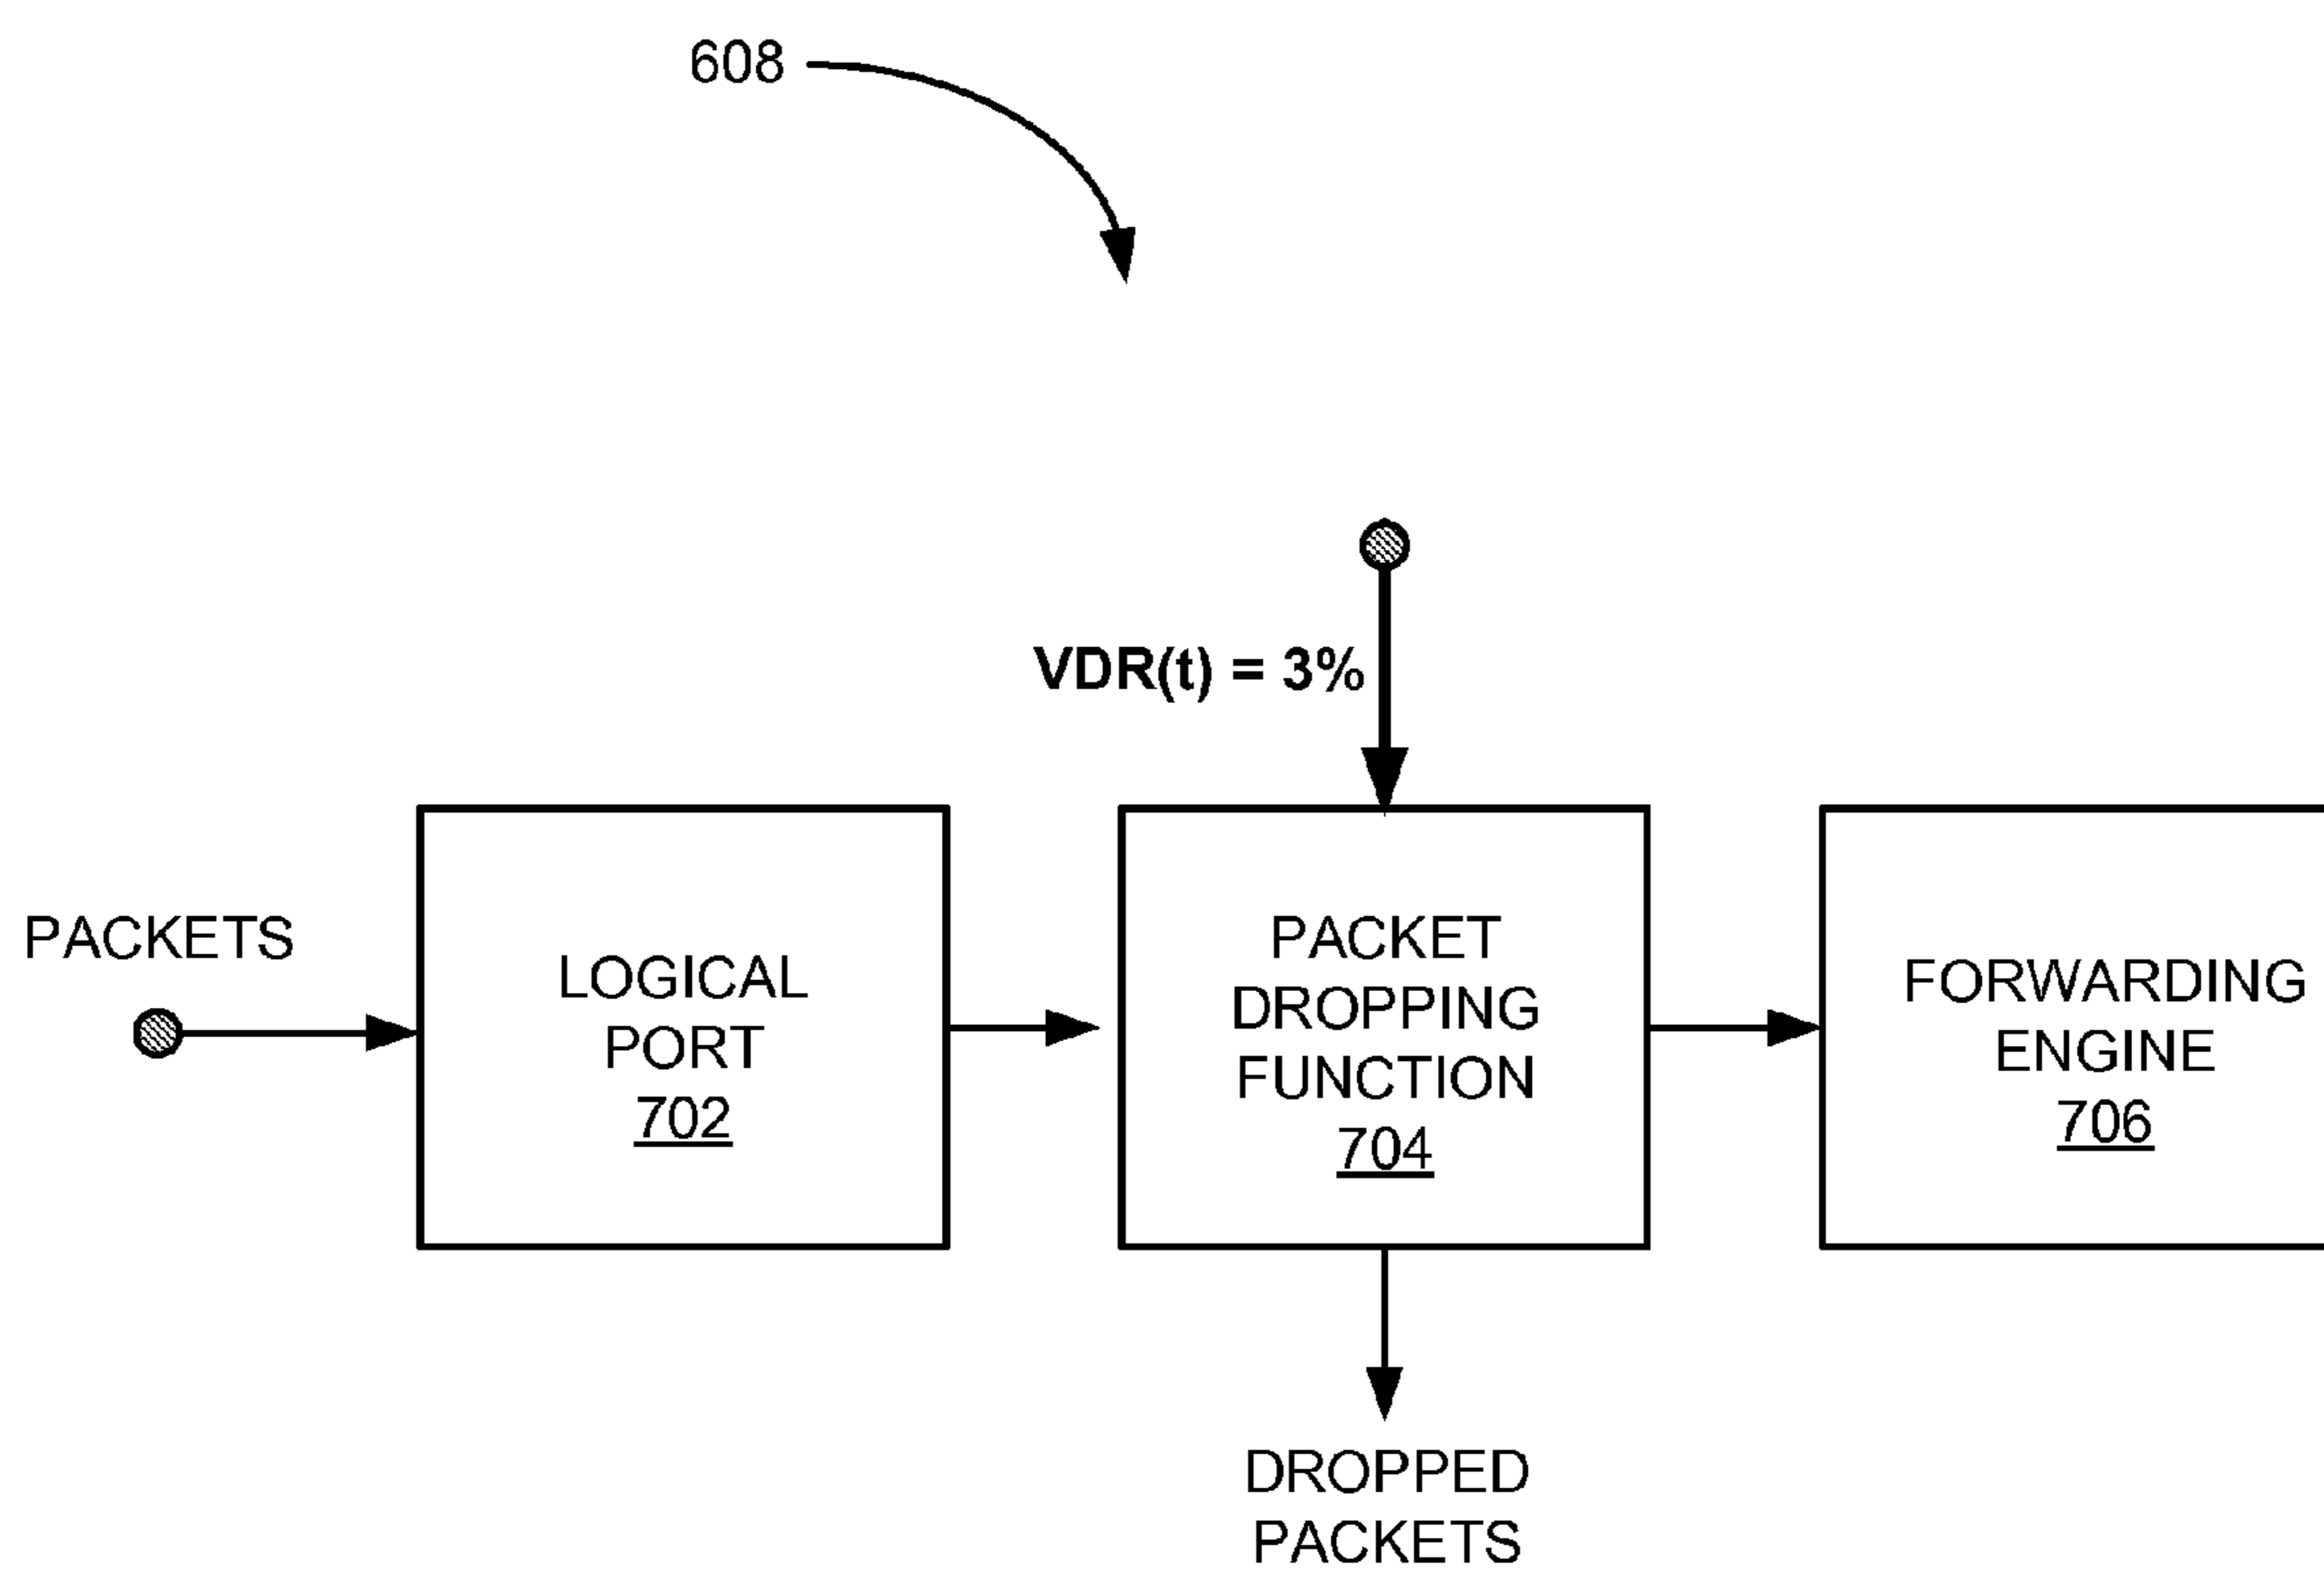 608
VDR(t) = 3%
PACKETS
LOGICAL
PORT
702
PACKET
DROPPING
FUNCTION
704
FORWARDING
ENGINE
706
DROPPED
PACKETS